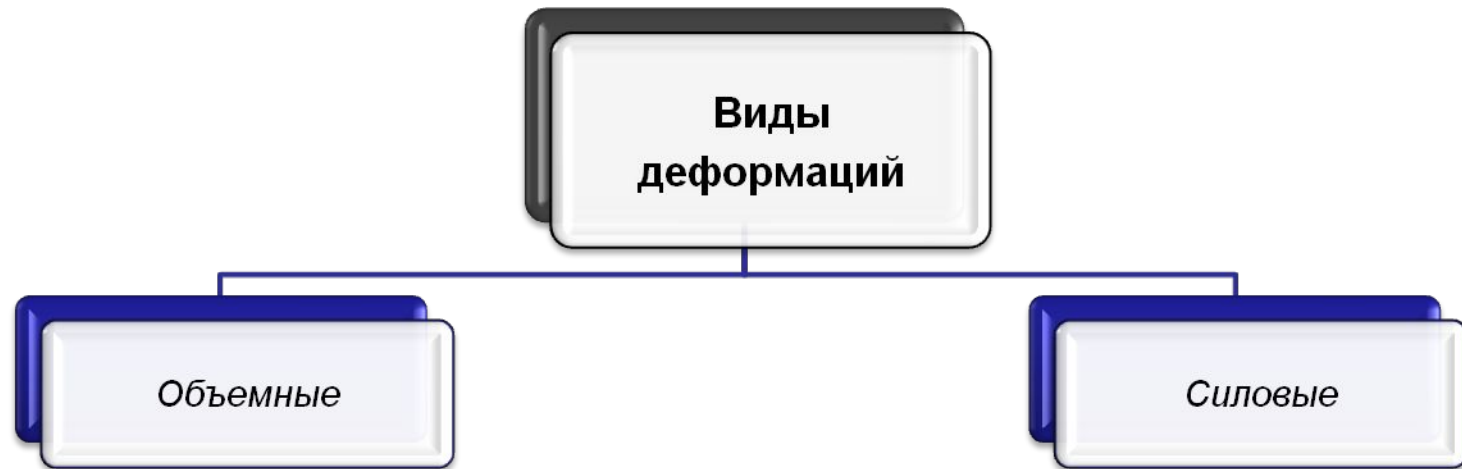 Виды
деформаций
Объемные
Силовые